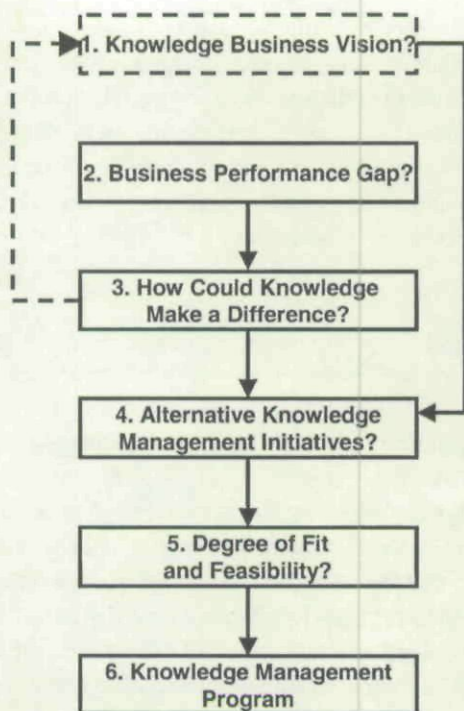 1. Knowledge Business Vision?
2. Business Performance Gap?
3. How Could Knowledge
Make a Difference?
4. Alternative Knowledge
Management Initiatives?
5. Degree of Fit
and Feasibility?
6. Knowledge Management
Program